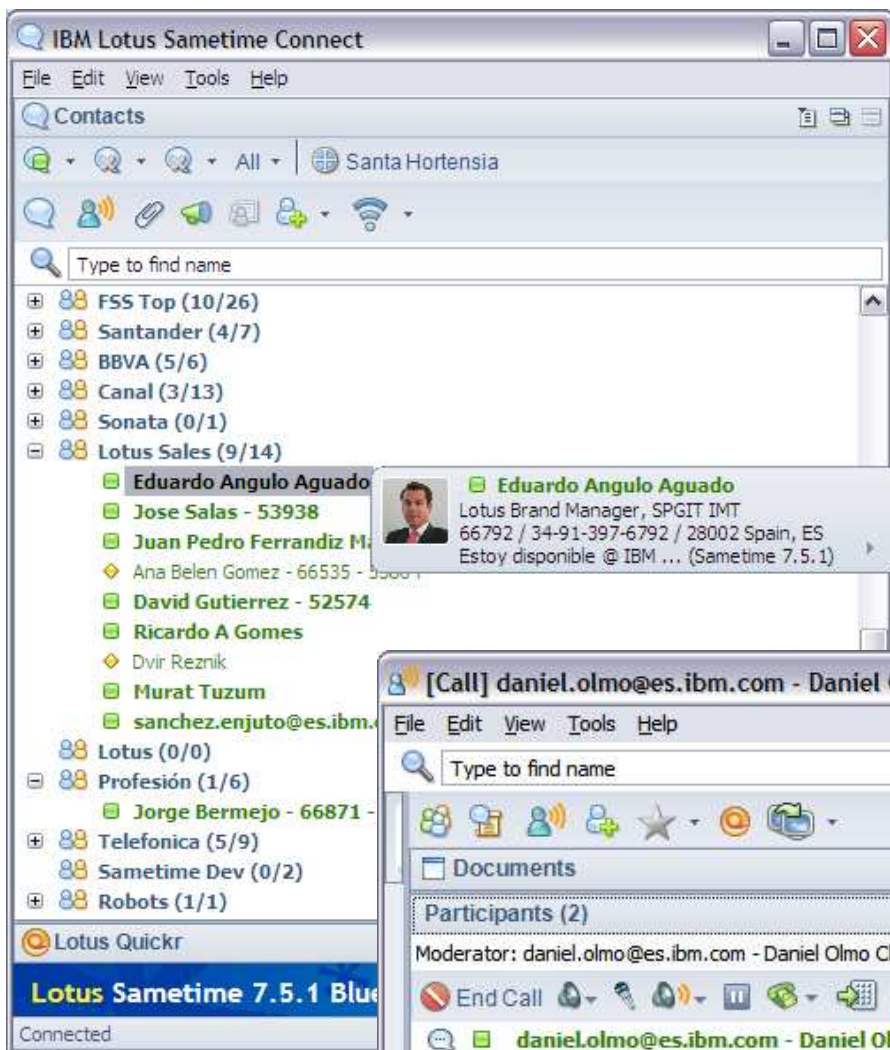 IBM Lotus Sametime Connect
File Edit View Tools Help
Contacts
All Santa Hortensia
Type to find name
FSS Top (10/26)
Santander (4/7)
BBVA (5/6)
Canal (3/13)
Sonata (0/1)
Lotus Sales (9/14)
Eduardo Angulo Aguado
Jose Salas - 53938
Juan Pedro Ferrandiz
Ana Belen Gomez - 66535 -
David Gutierrez - 52574
Ricardo A Gomes
Dvir Reznik
Murat Tuzum
sanchez.enjuto@es.ibm.
Lotus (0/0)
Profesión (1/6)
Jorge Bermejo - 66871 -
Telefonica (5/9)
Sametime Dev (0/2)
Robots (1/1)
Lotus Quickr
Lotus Sametime 7.5.1 Blue
Connected
Eduardo Angulo Aguado
Lotus Brand Manager, SPGIT IMT
66792 / 34-91-397-6792 / 28002 Spain, ES
Estoy disponible @ IBM ... (Sametime 7.5.1)
[Call] daniel.olmo@es.ibm.com - Daniel
File Edit View Tools Help
Type to find name
Documents
Participants (2)
Moderator: daniel.olmo@es.ibm.com - Daniel Olmo
End Call
daniel.olmo@es.ibm.com - Daniel